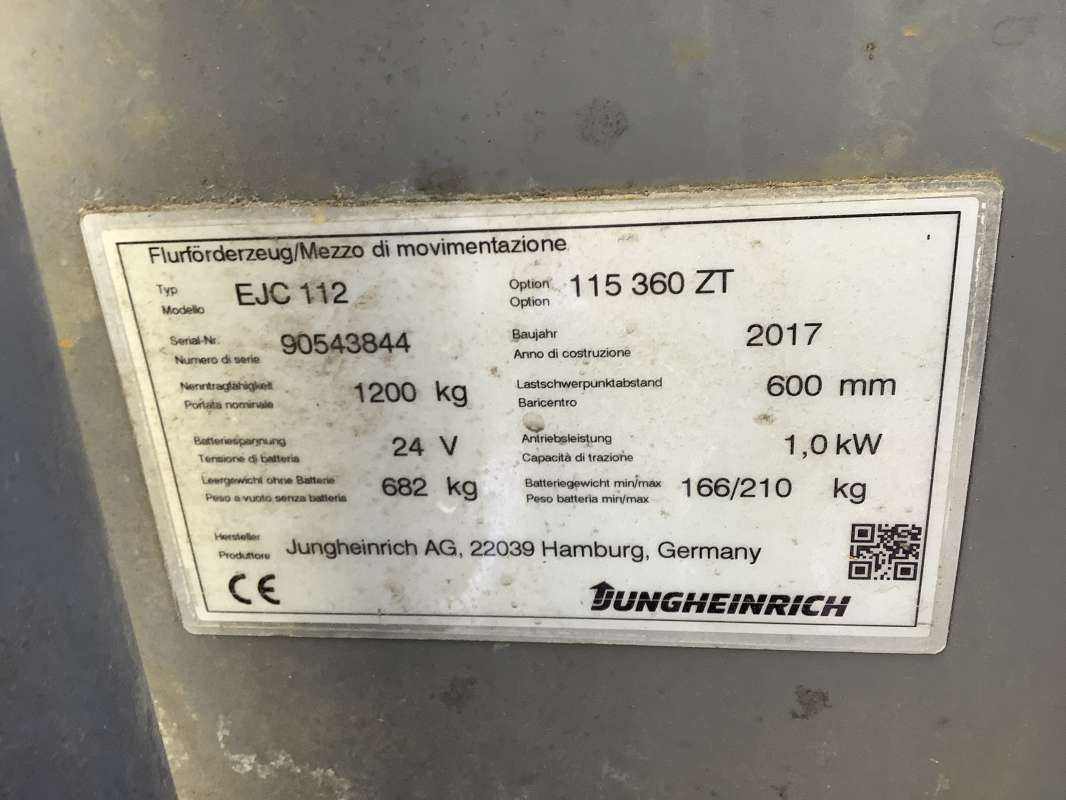 Flurförderzeug/Mezzo di movimentazione
Typ EJC 112 Option 115 360 ZT
Modello Option
Serial-Nr. 90543844 Baujahr 2017
Numero di serie Anno di costruzione
Nenntragfähigkeit 1200 kg Lastschwerpunktabstand 600 mm
Portata nominale Baricentro
Batteriespannung 24 V Antriebsleistung 1,0 kW
Tensione di batteria Capacità di trazione
Leergewicht ohne Batterie 682 kg Batteriegewicht min/max 166/210 kg
Peso a vuoto senza batteria Peso batteria min/max
Hersteller Jungheinrich AG, 22039 Hamburg, Germany
Produttore
CE JUNGHEINRICH